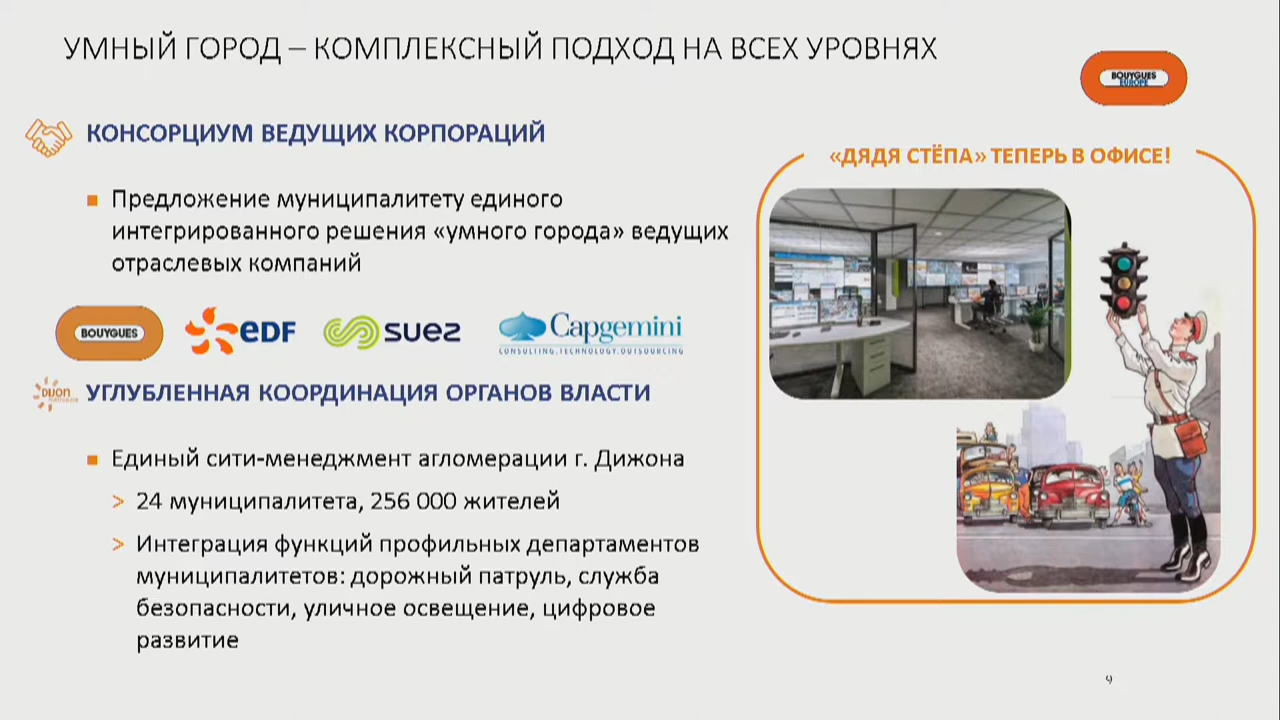 УМНЫЙ ГОРОД – КОМПЛЕКСНЫЙ ПОДХОД НА ВСЕХ УРОВНЯХ
BOUYGUES
EUROPE
КОНСОРЦИУМ ВЕДУЩИХ КОРПОРАЦИЙ
Предложение муниципалитету единого
интегрированного решения «умного города» ведущих
отраслевых компаний
BOUYGUES
eDF
suez
Capgemini
CONSULTING.TECHNOLOGY.OUTSOURCING
DIJON
УГЛУБЛЕННАЯ КООРДИНАЦИЯ ОРГАНОВ ВЛАСТИ
Единый сити-менеджмент агломерации г. Дижона
> 24 муниципалитета, 256 000 жителей
> Интеграция функций профильных департаментов
муниципалитетов: дорожный патруль, служба
безопасности, уличное освещение, цифровое
развитие
«ДЯДЯ СТЁПА» ТЕПЕРЬ В ОФИСЕ!
9